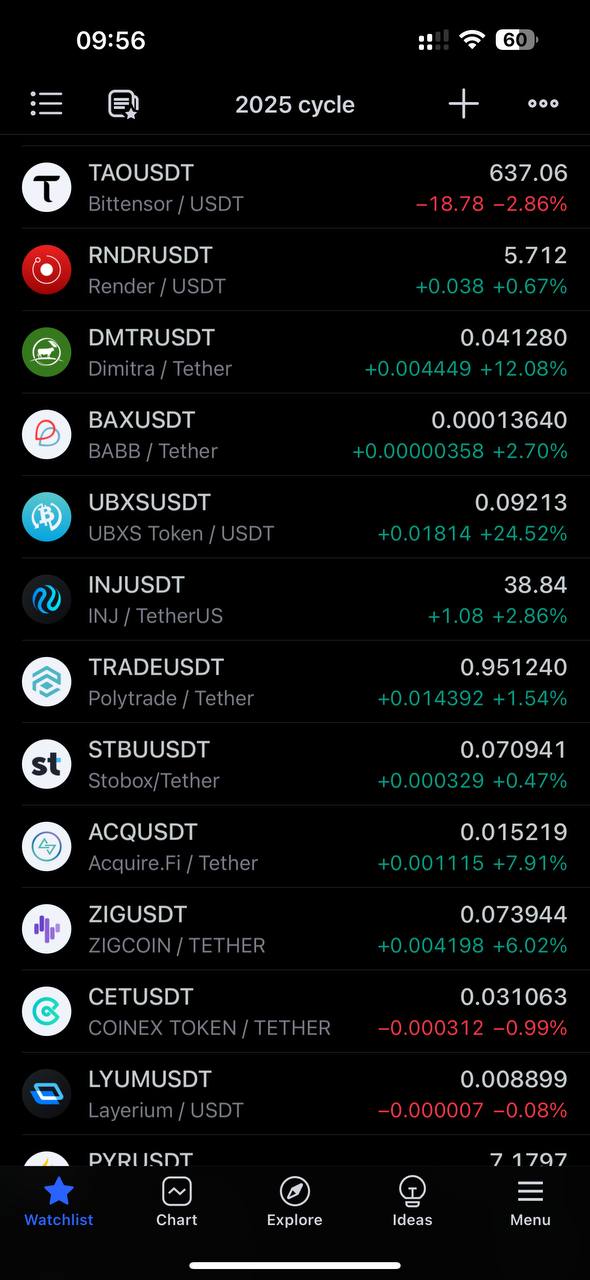 09:56
60
2025 cycle
TAOUSDT 637.06
Bittensor / USDT −18.78 −2.86%
RNDRUSDT 5.712
Render / USDT +0.038 +0.67%
DMTRUSDT 0.041280
Dimitra / Tether +0.004449 +12.08%
BAXUSDT 0.00013640
BABB / Tether +0.00000358 +2.70%
UBXSUSDT 0.09213
UBXS Token / USDT +0.01814 +24.52%
INJUSDT 38.84
INJ / TetherUS +1.08 +2.86%
TRADEUSDT 0.951240
Polytrade / Tether +0.014392 +1.54%
st STBUUSDT 0.070941
Stobox/Tether +0.000329 +0.47%
ACQUSDT 0.015219
Acquire.Fi / Tether +0.001115 +7.91%
ZIGUSDT 0.073944
ZIGCOIN / TETHER +0.004198 +6.02%
CETUSDT 0.031063
COINEX TOKEN / TETHER −0.000312 −0.99%
LYUMUSDT 0.008899
Layerium / USDT −0.000007 −0.08%
PYRUSDT 7.1797
Watchlist Chart Explore Ideas Menu